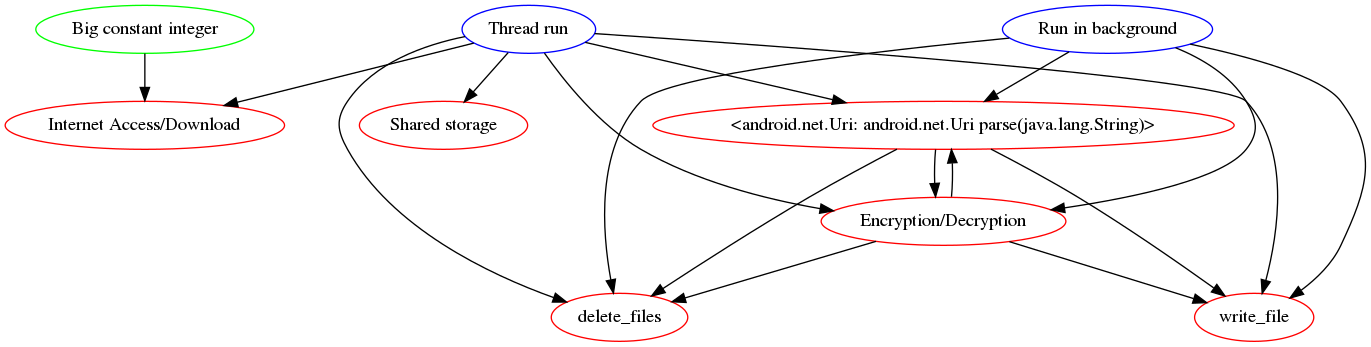 Big constant integer
Thread run
Run in background
Internet Access/Download
Shared storage
<android.net.Uri: android.net.Uri parse(java.lang.String)>
Encryption/Decryption
delete_files
write_file